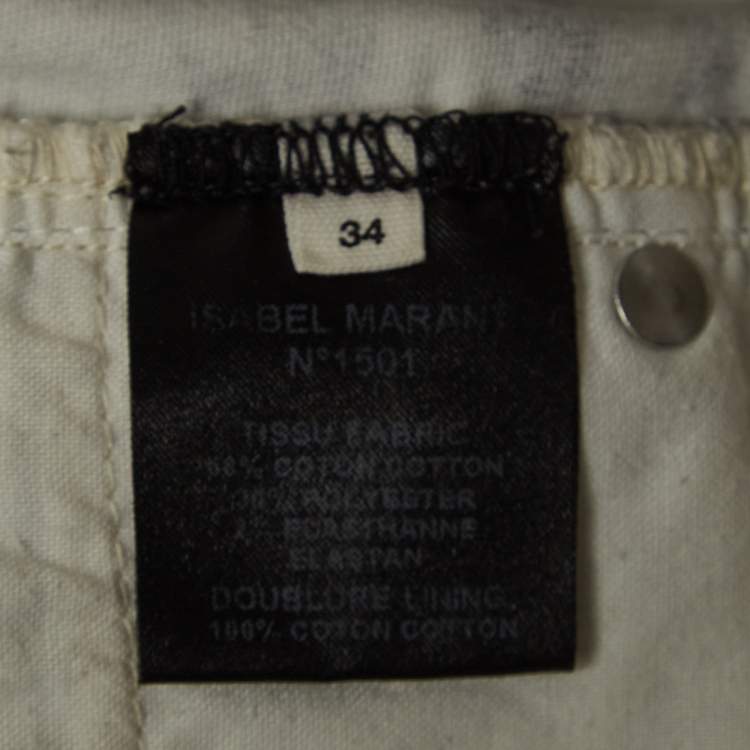 34
ISABEL MARANT
N°1501
TISSU FABRIC
COTON COTTON
POLYESTER
ELASTHANNE
ELASTAN
DOUBLURE LINING
100% COTON COTTON